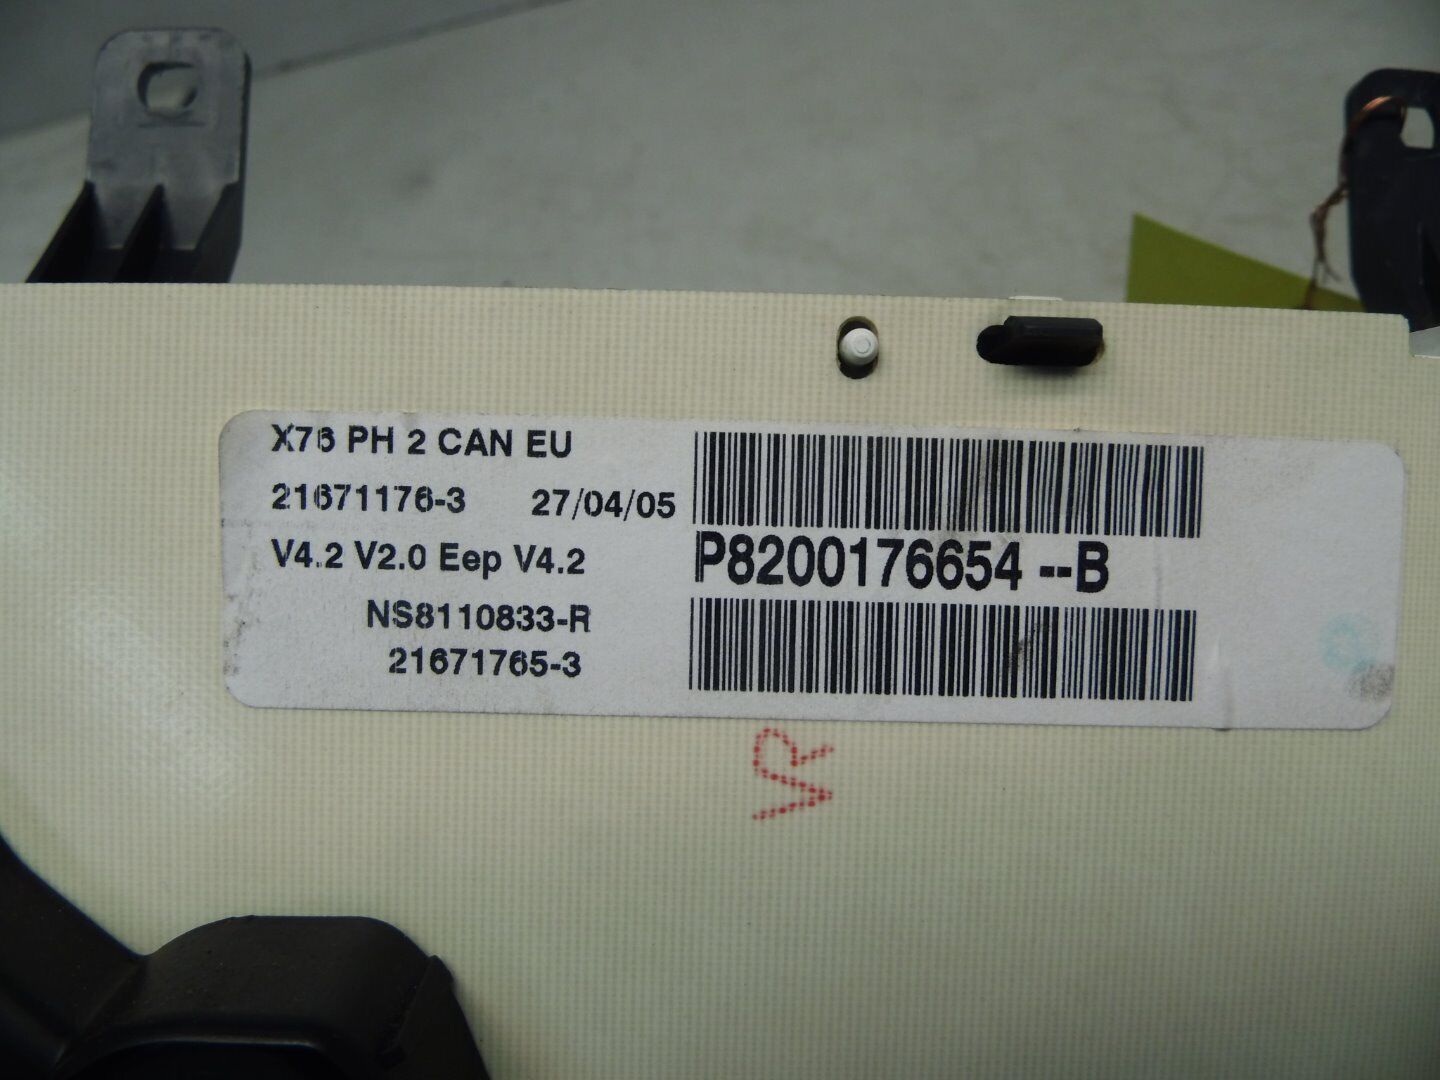 X76 PH 2 CAN EU
21671176-3 27/04/05
V4.2 V2.0 Eep V4.2
NS8110833-R
21671765-3
P8200176654 --B
VR